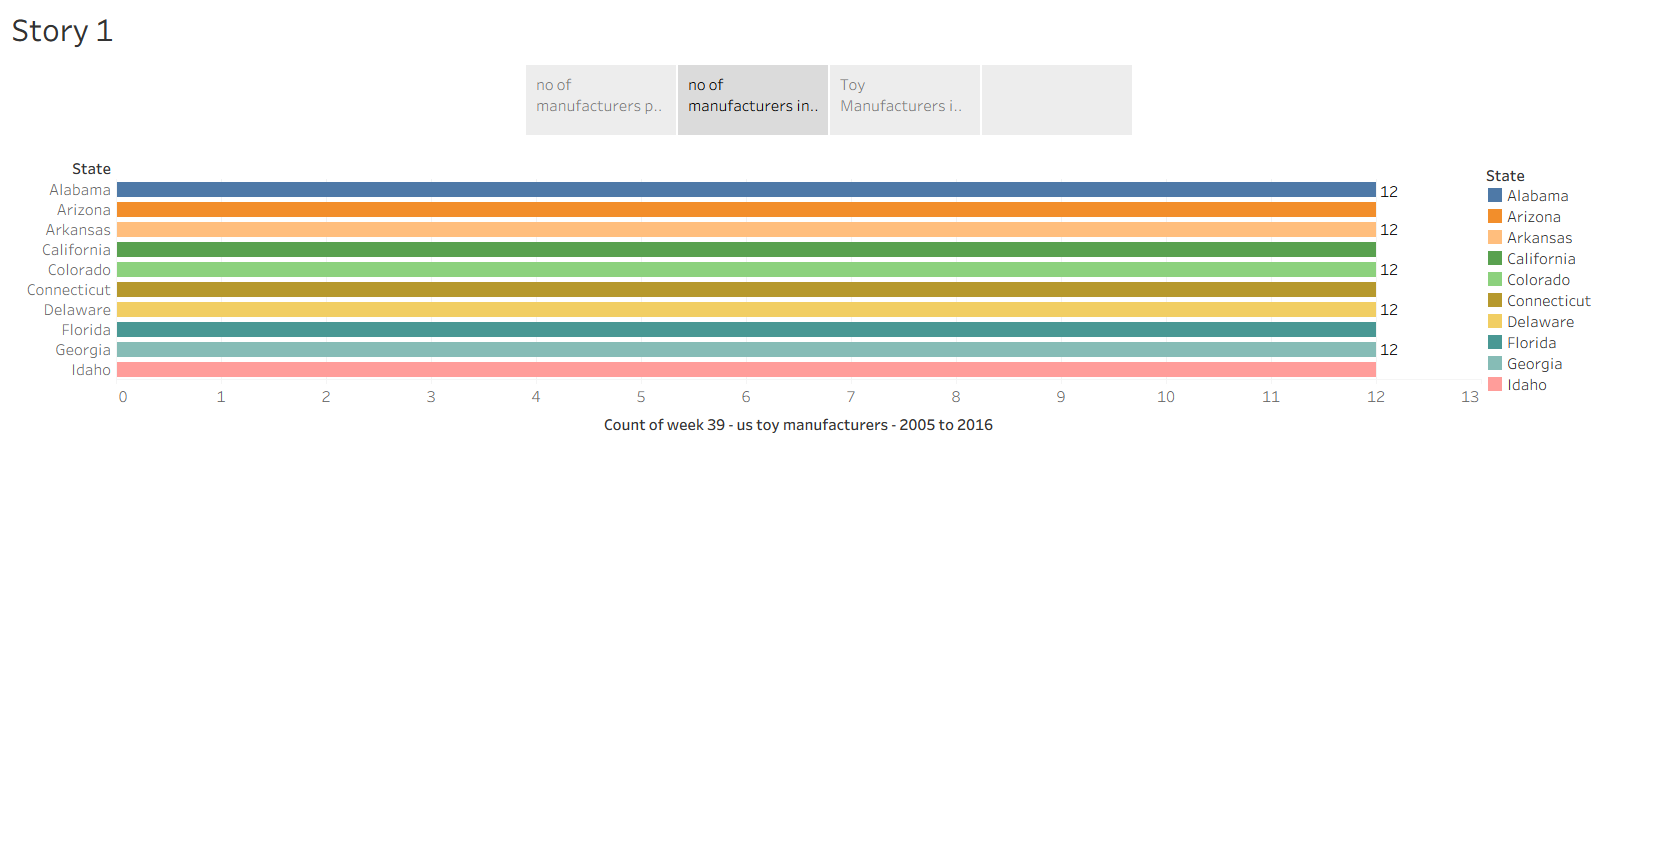 Story 1
no of
manufacturers p..
no of
manufacturers in..
Toy
Manufacturers i..
State
Alabama 12
Arizona
Arkansas 12
California
Colorado 12
Connecticut
Delaware 12
Florida
Georgia 12
Idaho
0 1 2 3 4 5 6 7 8 9 10 11 12 13
Count of week 39 - us toy manufacturers - 2005 to 2016
State
Alabama
Arizona
Arkansas
California
Colorado
Connecticut
Delaware
Florida
Georgia
Idaho